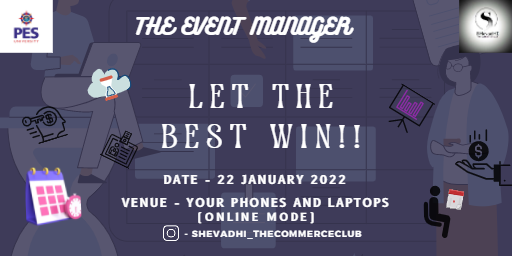 PES
UNIVERSITY
THE EVENT MANAGER
LET THE
BEST WIN!!
DATE - 22 JANUARY 2022
VENUE - YOUR PHONES AND LAPTOPS
[ONLINE MODE]
- SHEVADHI_THECOMMERCECLUB